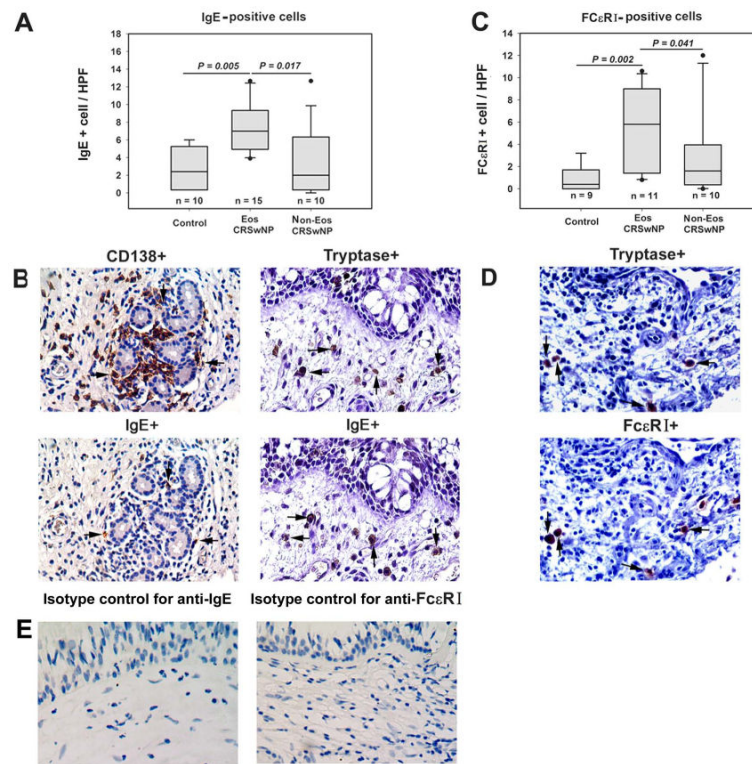 A
IgE-positive cells
IgE + cell / HPF
18
16
14
12
10
8
6
4
2
0
P = 0.005
P = 0.017
n = 10
n = 15
n = 10
Control
Eos
CRSwNP
Non-Eos
CRSwNP
C
FCεRI-positive cells
FCεRI + cell / HPF
14
12
10
8
6
4
2
0
P = 0.002
P = 0.041
n = 9
n = 11
n = 10
Control
Eos
CRSwNP
Non-Eos
CRSwNP
B
CD138+
Tryptase+
IgE+
IgE+
D
Tryptase+
FcεRI+
Isotype control for anti-IgE
Isotype control for anti-FcεRI
E